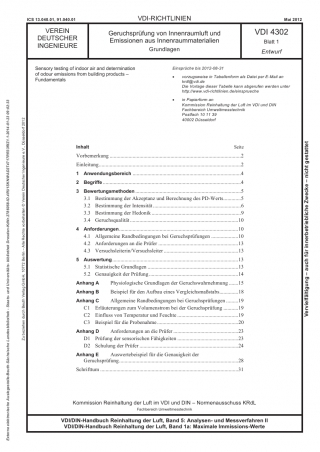 ICS 13.040.01, 91.040.01
VDI-RICHTLINIEN
Mai 2012
VEREIN
DEUTSCHER
INGENIEURE
Geruchsprüfung von Innenraumluft und
Emissionen aus Innenraummaterialien
Grundlagen
VDI 4302
Blatt 1
Entwurf
Sensory testing of indoor air and determination
of odour emissions from building products –
Fundamentals
Einsprüche bis 2012-08-31
• vorzugsweise in Tabellenform als Datei per E-Mail an
krdl@vdi.de
Die Vorlage dieser Tabelle kann abgerufen werden unter
http://www.vdi-richtlinien.de/einsprueche
• in Papierform an
Kommission Reinhaltung der Luft im VDI und DIN
Fachbereich Umweltmesstechnik
Postfach 10 11 39
40002 Düsseldorf
Inhalt Seite
Vorbemerkung 2
Einleitung 2
1 Anwendungsbereich 4
2 Begriffe 4
3 Bewertungsmethoden 5
3.1 Bestimmung der Akzeptanz und Berechnung des PD-Werts 5
3.2 Bestimmung der Intensität 6
3.3 Bestimmung der Hedonik 9
3.4 Geruchsqualität 10
4 Anforderungen 10
4.1 Allgemeine Randbedingungen bei Geruchsprüfungen 10
4.2 Anforderungen an die Prüfer 13
4.3 Versuchsleiter/Versuchsleiter 13
5 Auswertung 13
5.1 Statistische Grundlagen 13
5.2 Genauigkeit der Prüfung 14
Anhang A Physiologische Grundlagen der Geruchswahrnehmung 15
Anhang B Beispiel für den Aufbau eines Vergleichsmaßstabs 18
Anhang C Allgemeine Randbedingungen bei Geruchsprüfungen 19
C1 Erläuterungen zum Volumenstrom bei der Geruchsprüfung 19
C2 Einfluss von Temperatur und Feuchte 19
C3 Beispiel für die Probenahme 20
Anhang D Anforderungen an die Prüfer 23
D1 Prüfung der sensorischen Fähigkeiten 23
D2 Schulung der Prüfer 24
Anhang E Auswertebeispiel für die Genauigkeit der
Geruchsprüfung 28
Schrifttum 31
Kommission Reinhaltung der Luft im VDI und DIN – Normenausschuss KRdL
Fachbereich Umweltmesstechnik
VDI/DIN-Handbuch Reinhaltung der Luft, Band 5: Analysen- und Messverfahren II
VDI/DIN-Handbuch Reinhaltung der Luft, Band 1a: Maximale Immissions-Werte
Vervielfältigung – auch für innerbetriebliche Zwecke – nicht gestattet